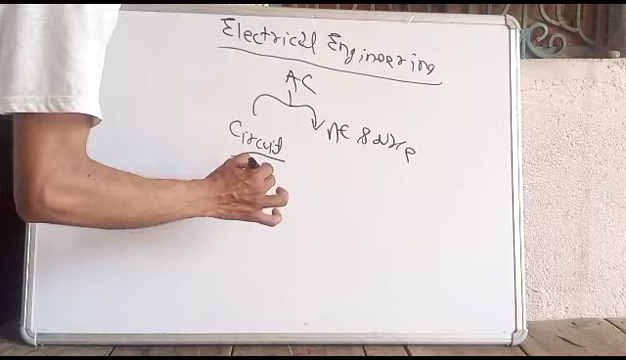 Electrical Engineering
AC
Circuit
AC Source